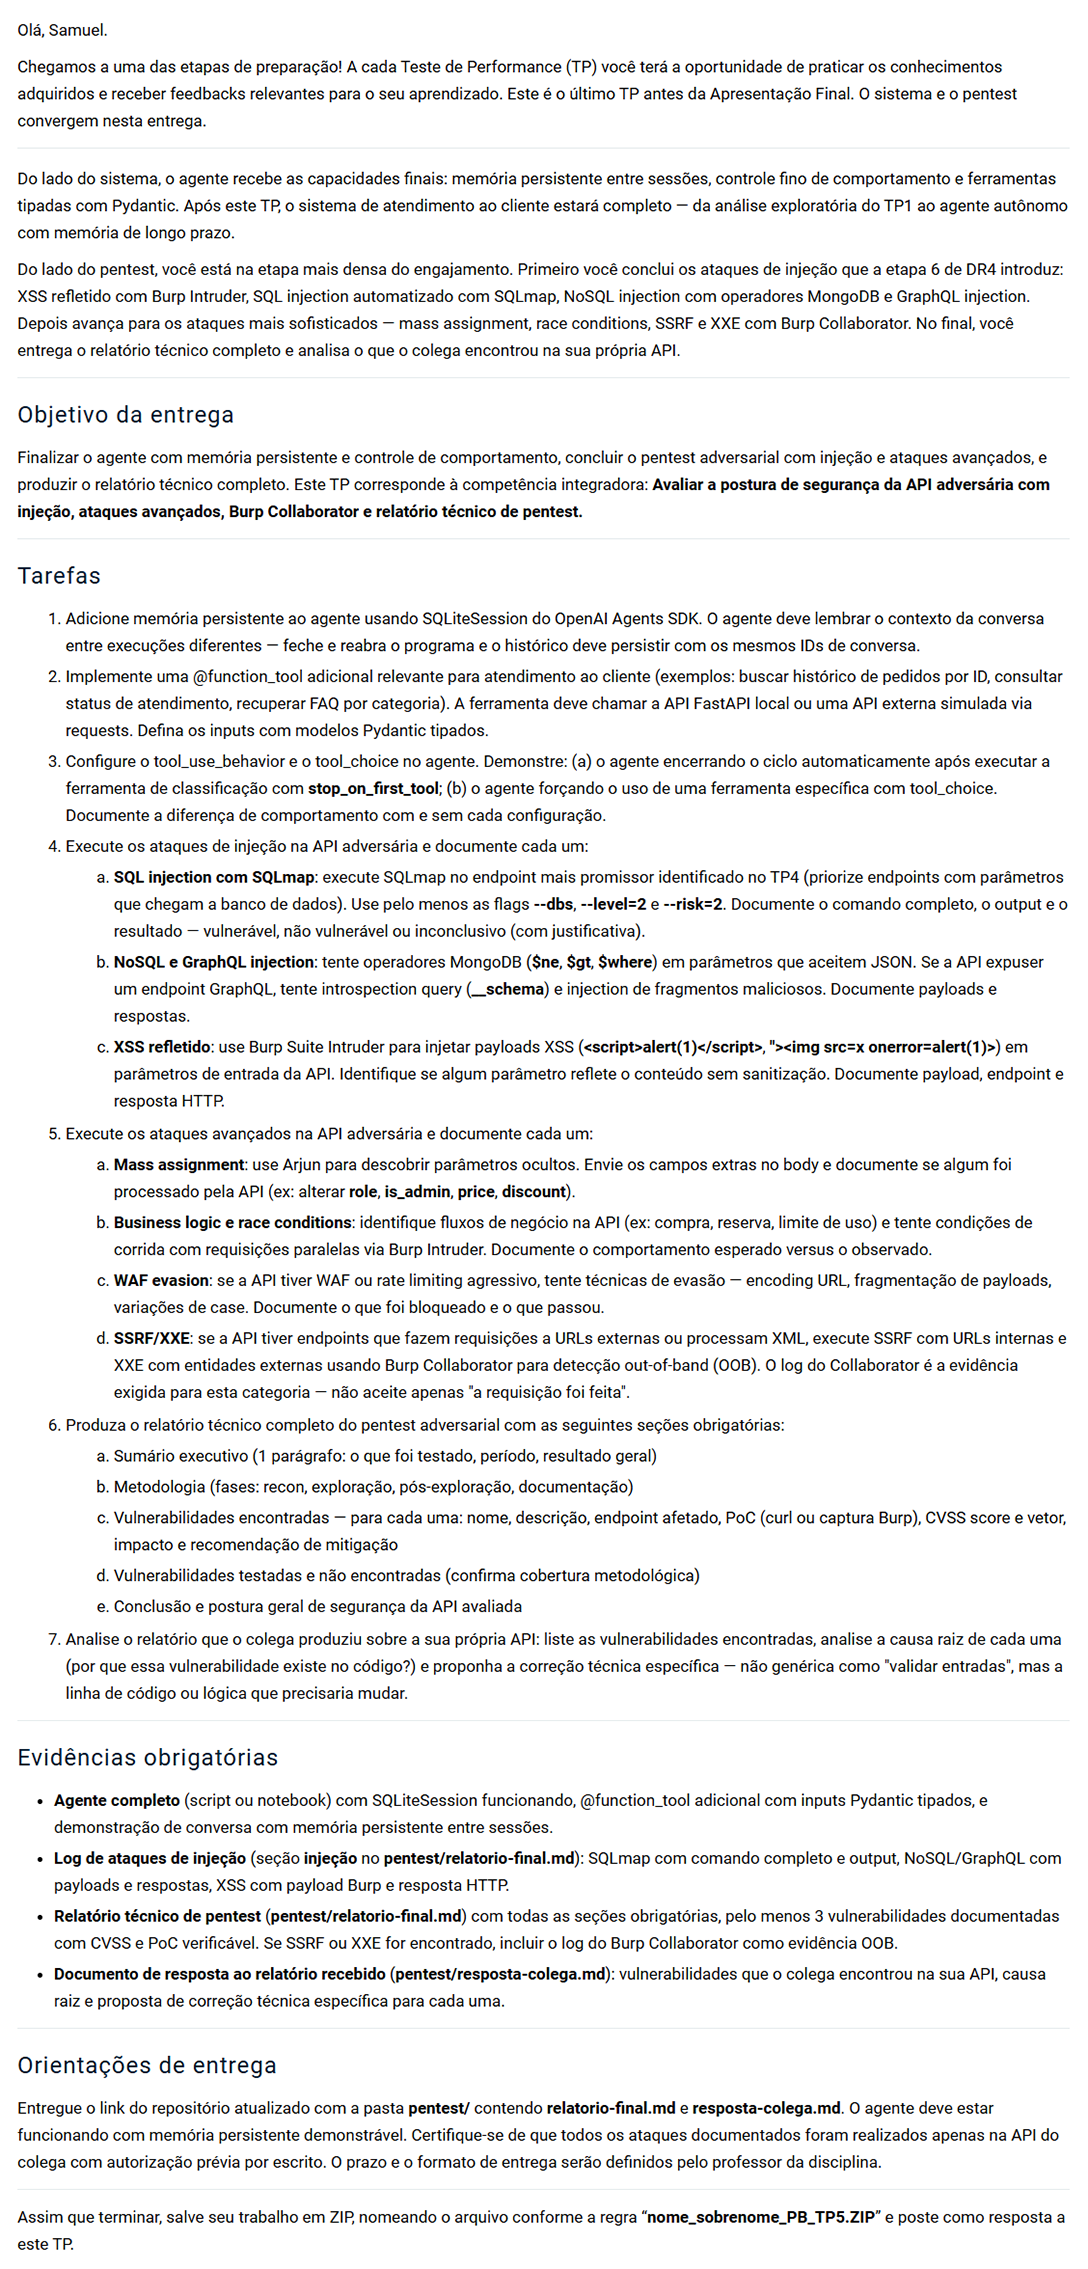 Olá, Samuel.
Chegamos a uma das etapas de preparação! A cada Teste de Performance (TP) você terá a oportunidade de praticar os conhecimentos
adquiridos e receber feedbacks relevantes para o seu aprendizado. Este é o último TP antes da Apresentação Final. O sistema e o pentest
convergem nesta entrega.
Do lado do sistema, o agente recebe as capacidades finais: memória persistente entre sessões, controle fino de comportamento e ferramentas
tipadas com Pydantic. Após este TP, o sistema de atendimento ao cliente estará completo — da análise exploratória do TP1 ao agente autônomo
com memória de longo prazo.
Do lado do pentest, você está na etapa mais densa do engajamento. Primeiro você conclui os ataques de injeção que a etapa 6 de DR4 introduz:
XSS refletido com Burp Intruder, SQL injection automatizado com SQLmap, NoSQL injection com operadores MongoDB e GraphQL injection.
Depois avança para os ataques mais sofisticados — mass assignment, race conditions, SSRF e XXE com Burp Collaborator. No final, você
entrega o relatório técnico completo e analisa o que o colega encontrou na sua própria API.
Objetivo da entrega
Finalizar o agente com memória persistente e controle de comportamento, concluir o pentest adversarial com injeção e ataques avançados, e
produzir o relatório técnico completo. Este TP corresponde à competência integradora: Avaliar a postura de segurança da API adversária com
injeção, ataques avançados, Burp Collaborator e relatório técnico de pentest.
Tarefas
1. Adicione memória persistente ao agente usando SQLiteSession do OpenAI Agents SDK. O agente deve lembrar o contexto da conversa
entre execuções diferentes — feche e reabra o programa e o histórico deve persistir com os mesmos IDs de conversa.
2. Implemente uma @function_tool adicional relevante para atendimento ao cliente (exemplos: buscar histórico de pedidos por ID, consultar
status de atendimento, recuperar FAQ por categoria). A ferramenta deve chamar a API FastAPI local ou uma API externa simulada via
requests. Defina os inputs com modelos Pydantic tipados.
3. Configure o tool_use_behavior e o tool_choice no agente. Demonstre: (a) o agente encerrando o ciclo automaticamente após executar a
ferramenta de classificação com stop_on_first_tool; (b) o agente forçando o uso de uma ferramenta específica com tool_choice.
Documente a diferença de comportamento com e sem cada configuração.
4. Execute os ataques de injeção na API adversária e documente cada um:
a. SQL injection com SQLmap: execute SQLmap no endpoint mais promissor identificado no TP4 (priorize endpoints com parâmetros
que chegam a banco de dados). Use pelo menos as flags --dbs, --level=2 e --risk=2. Documente o comando completo, o output e o
resultado — vulnerável, não vulnerável ou inconclusivo (com justificativa).
b. NoSQL e GraphQL injection: tente operadores MongoDB ($ne, $gt, $where) em parâmetros que aceitem JSON. Se a API expuser
um endpoint GraphQL, tente introspection query (__schema) e injection de fragmentos maliciosos. Documente payloads e
respostas.
c. XSS refletido: use Burp Suite Intruder para injetar payloads XSS (<script>alert(1)</script>, "><img src=x onerror=alert(1)>) em
parâmetros de entrada da API. Identifique se algum parâmetro reflete o conteúdo sem sanitização. Documente payload, endpoint e
resposta HTTP.
5. Execute os ataques avançados na API adversária e documente cada um:
a. Mass assignment: use Arjun para descobrir parâmetros ocultos. Envie os campos extras no body e documente se algum foi
processado pela API (ex: alterar role, is_admin, price, discount).
b. Business logic e race conditions: identifique fluxos de negócio na API (ex: compra, reserva, limite de uso) e tente condições de
corrida com requisições paralelas via Burp Intruder. Documente o comportamento esperado versus o observado.
c. WAF evasion: se a API tiver WAF ou rate limiting agressivo, tente técnicas de evasão — encoding URL, fragmentação de payloads,
variações de case. Documente o que foi bloqueado e o que passou.
d. SSRF/XXE: se a API tiver endpoints que fazem requisições a URLs externas ou processam XML, execute SSRF com URLs internas e
XXE com entidades externas usando Burp Collaborator para detecção out-of-band (OOB). O log do Collaborator é a evidência
exigida para esta categoria — não aceite apenas "a requisição foi feita".
6. Produza o relatório técnico completo do pentest adversarial com as seguintes seções obrigatórias:
a. Sumário executivo (1 parágrafo: o que foi testado, período, resultado geral)
b. Metodologia (fases: recon, exploração, pós-exploração, documentação)
c. Vulnerabilidades encontradas — para cada uma: nome, descrição, endpoint afetado, PoC (curl ou captura Burp), CVSS score e vetor,
impacto e recomendação de mitigação
d. Vulnerabilidades testadas e não encontradas (confirma cobertura metodológica)
e. Conclusão e postura geral de segurança da API avaliada
7. Analise o relatório que o colega produziu sobre a sua própria API: liste as vulnerabilidades encontradas, analise a causa raiz de cada uma
(por que essa vulnerabilidade existe no código?) e proponha a correção técnica específica — não genérica como "validar entradas", mas a
linha de código ou lógica que precisaria mudar.
Evidências obrigatórias
• Agente completo (script ou notebook) com SQLiteSession funcionando, @function_tool adicional com inputs Pydantic tipados, e
demonstração de conversa com memória persistente entre sessões.
• Log de ataques de injeção (seção injeção no pentest/relatorio-final.md): SQLmap com comando completo e output, NoSQL/GraphQL com
payloads e respostas, XSS com payload Burp e resposta HTTP.
• Relatório técnico de pentest (pentest/relatorio-final.md) com todas as seções obrigatórias, pelo menos 3 vulnerabilidades documentadas
com CVSS e PoC verificável. Se SSRF ou XXE for encontrado, incluir o log do Burp Collaborator como evidência OOB.
• Documento de resposta ao relatório recebido (pentest/resposta-colega.md): vulnerabilidades que o colega encontrou na sua API, causa
raiz e proposta de correção técnica específica para cada uma.
Orientações de entrega
Entregue o link do repositório atualizado com a pasta pentest/ contendo relatorio-final.md e resposta-colega.md. O agente deve estar
funcionando com memória persistente demonstrável. Certifique-se de que todos os ataques documentados foram realizados apenas na API do
colega com autorização prévia por escrito. O prazo e o formato de entrega serão definidos pelo professor da disciplina.
Assim que terminar, salve seu trabalho em ZIP, nomeando o arquivo conforme a regra “nome_sobrenome_PB_TP5.ZIP” e poste como resposta a
este TP.